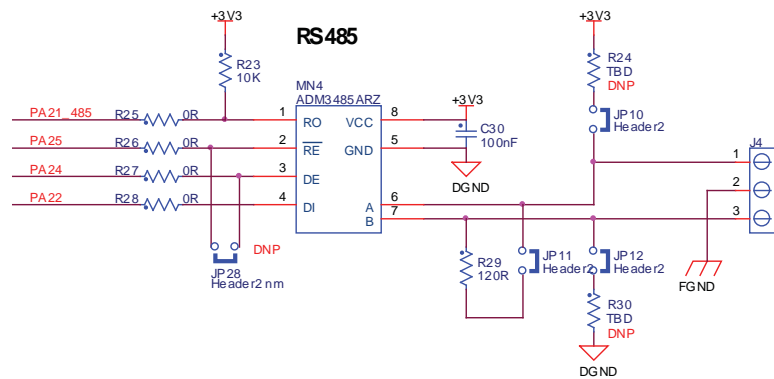 +3V3
+3V3
RS485
R23
10K
R24
TBD
DNP
MN4
ADM3485ARZ
+3V3
PA21_485
R25
0R
1
RO
VCC
8
C30
100nF
JP10
Header2
PA25
R26
0R
2
RE
GND
5
J4
1
PA24
R27
0R
3
DE
DGND
2
PA22
R28
0R
4
DI
A
6
B
7
3
DNP
JP28
Header2 nm
R29
120R
JP11
Header2
JP12
Header2
FGND
R30
TBD
DNP
DGND